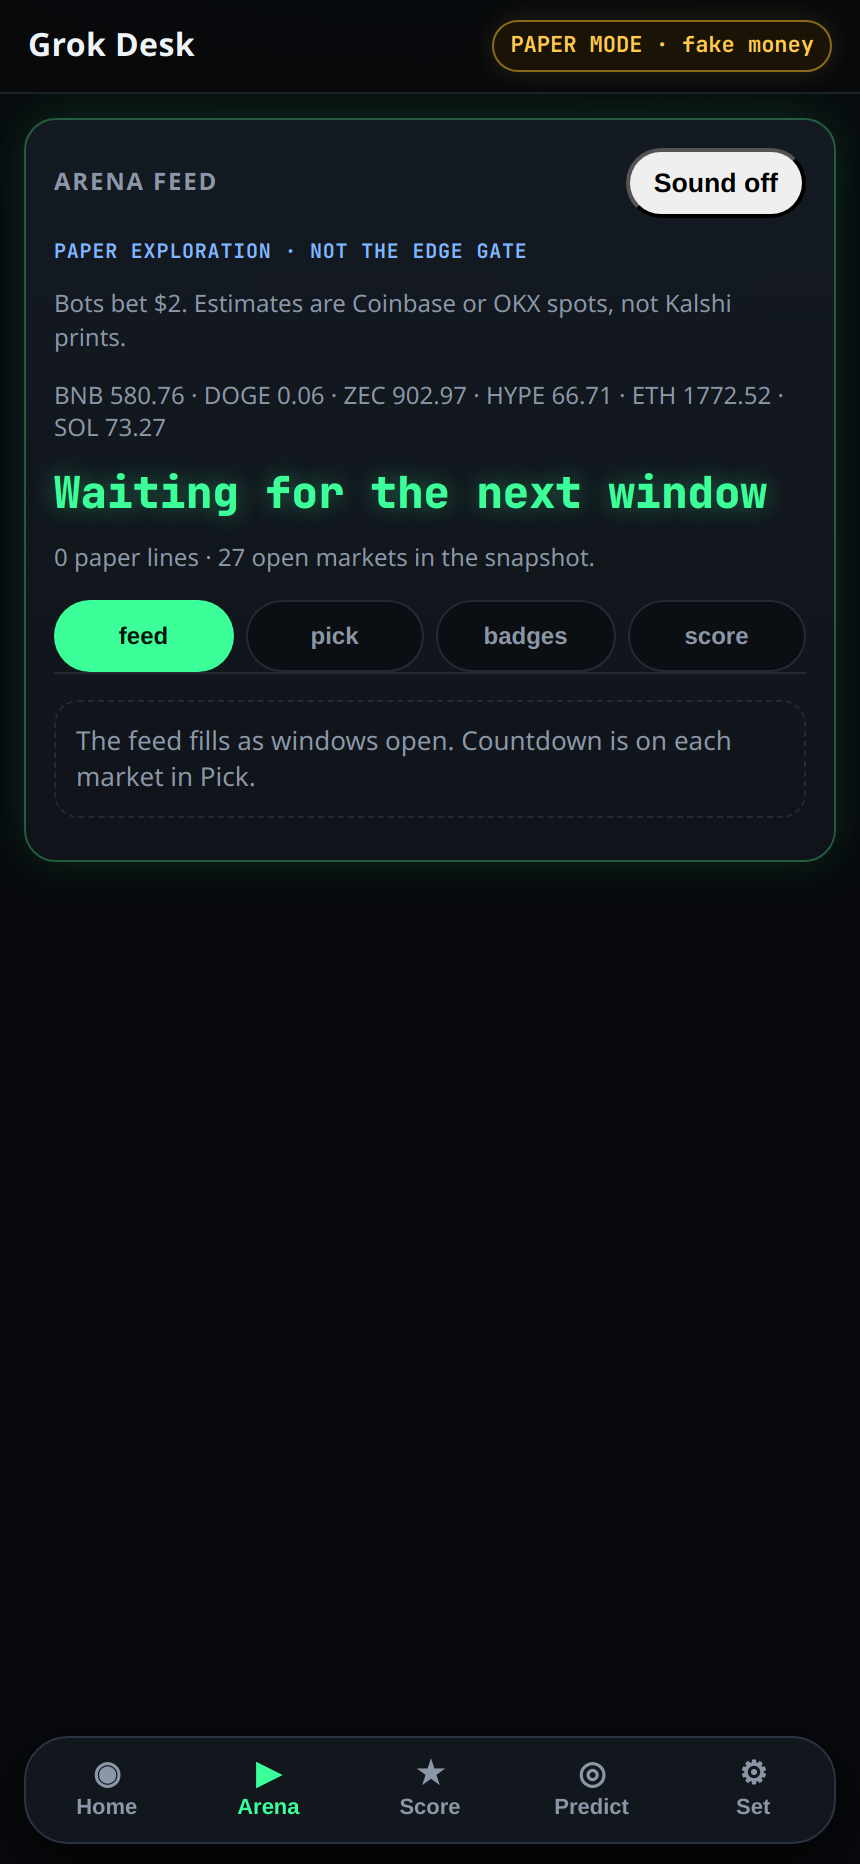 Grok Desk
PAPER MODE · fake money
ARENA FEED
Sound off
PAPER EXPLORATION · NOT THE EDGE GATE
Bots bet $2. Estimates are Coinbase or OKX spots, not Kalshi
prints.
BNB 580.76 · DOGE 0.06 · ZEC 902.97 · HYPE 66.71 · ETH 1772.52 ·
SOL 73.27
Waiting for the next window
0 paper lines · 27 open markets in the snapshot.
feed
pick
badges
score
The feed fills as windows open. Countdown is on each
market in Pick.
Home
Arena
Score
Predict
Set